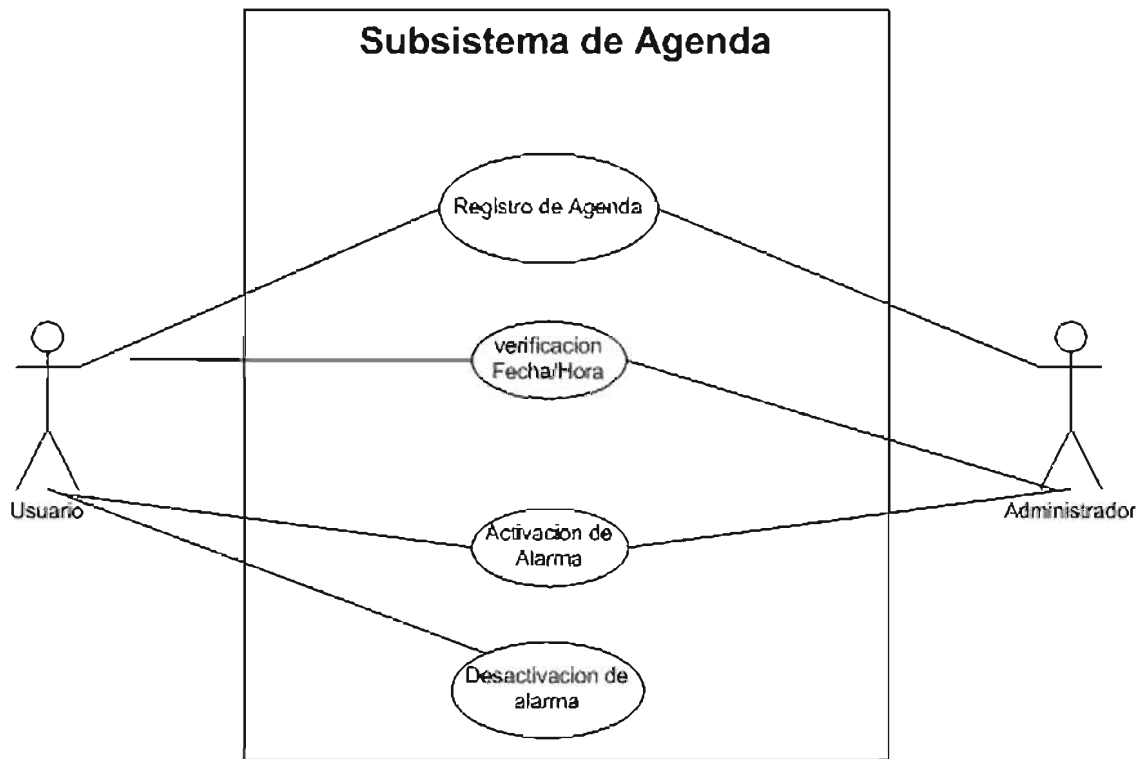 Subsistema de Agenda
Registro de Agenda
verificacion
Fecha/Hora
Usuario
Administrador
Activacion de
Alarma
Desactivacion de
alarma